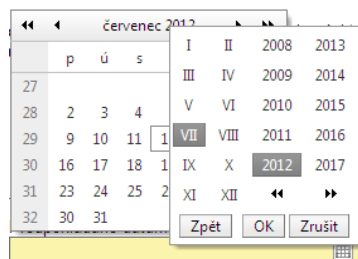 červenec 2012
p ú s
27
28 2 3 4
29 9 10 11 1
30 16 17 18 1
31 23 24 25 2
32 30 31
I II 2008 2013
III IV 2009 2014
V VI 2010 2015
VII VIII 2011 2016
IX X 2012 2017
XI XII
Zpět OK Zrušit